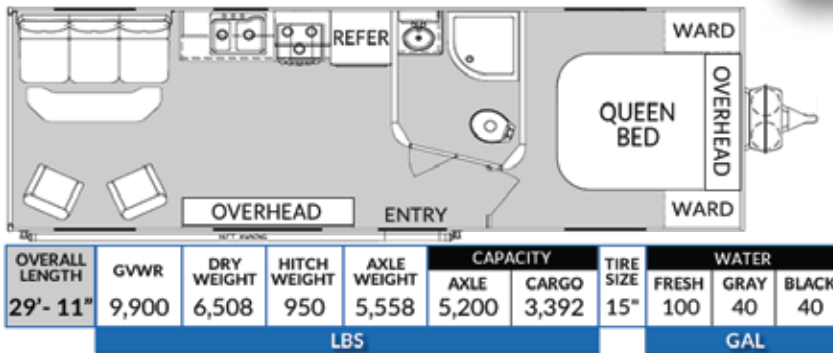 REFER
WARD
QUEEN
BED
OVERHEAD
WARD
OVERHEAD
ENTRY
OVERALL
LENGTH
29'- 11"
GVWR
9,900
DRY
WEIGHT
6,508
HITCH
WEIGHT
950
AXLE
WEIGHT
5,558
CAPACITY
AXLE
5,200
CARGO
3,392
TIRE
SIZE
15"
WATER
FRESH
100
GRAY
40
BLACK
40
LBS
GAL